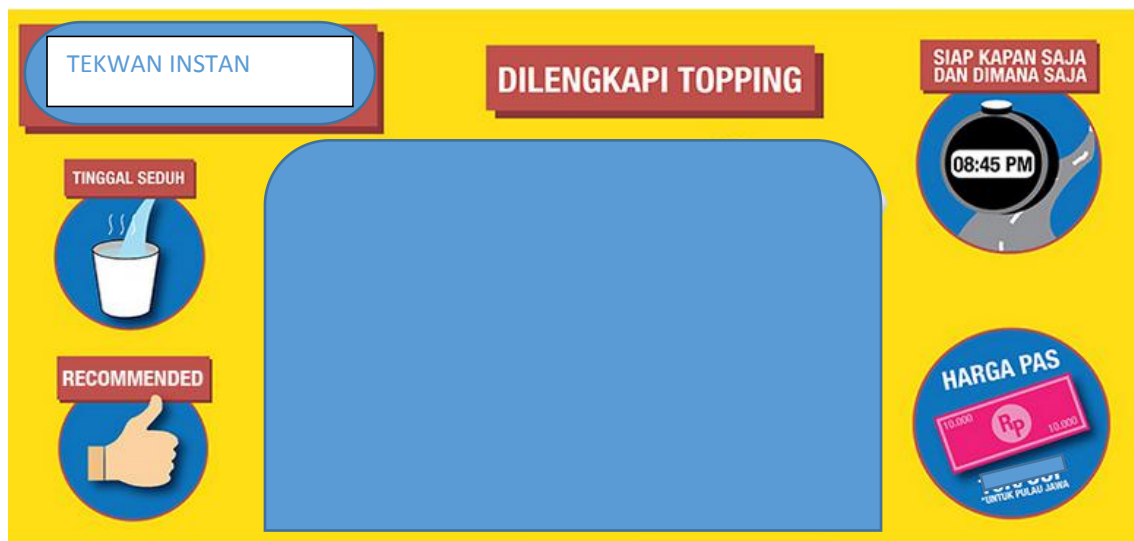 TEKWAN INSTAN
DILENGKAPI TOPPING
SIAP KAPAN SAJA
DAN DIMANA SAJA
08:45 PM
TINGGAL SEDUH
RECOMMENDED
HARGA PAS
10.000
Rp
10.000
*UNTUK PULAU JAWA